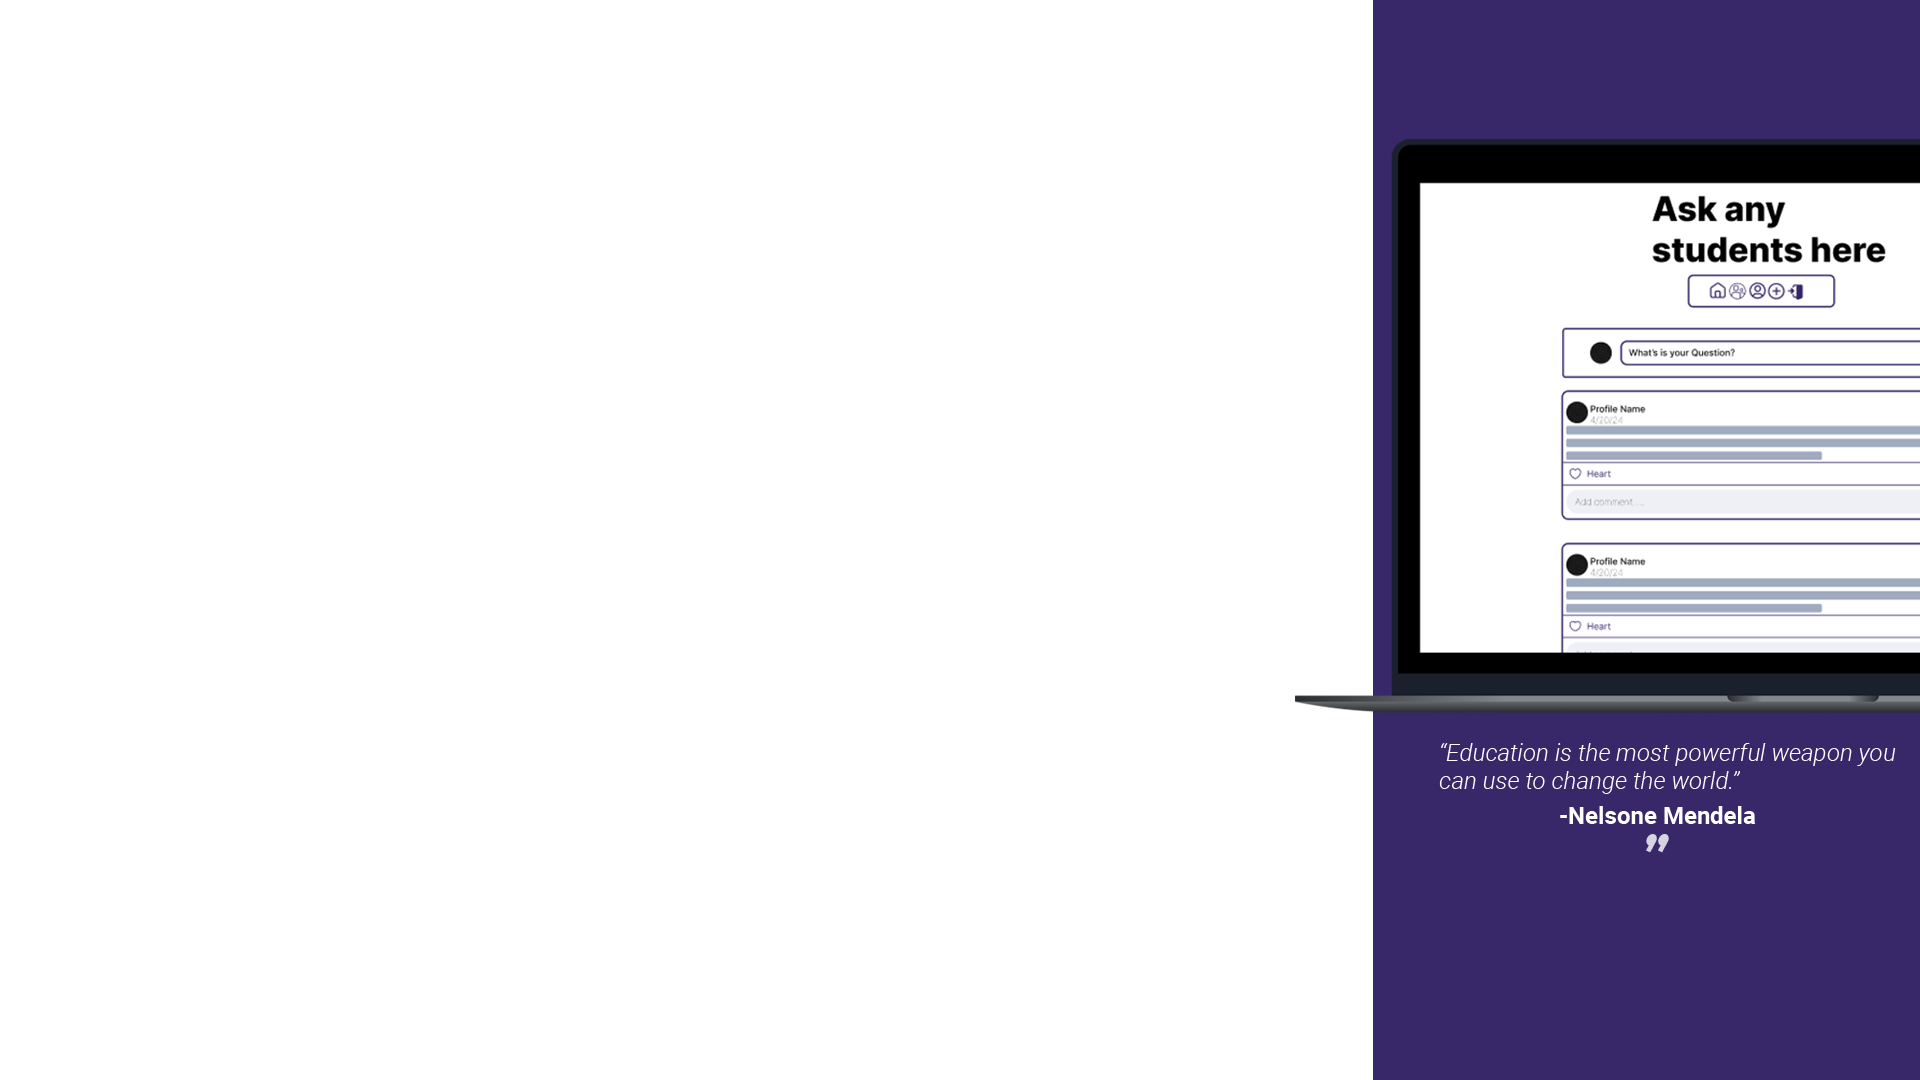 Ask any
students here
What's is your Question?
Profile Name
4/20/24
Heart
Add comment....
Profile Name
4/20/24
Heart
“Education is the most powerful weapon you
can use to change the world.”
-Nelsone Mendela
”